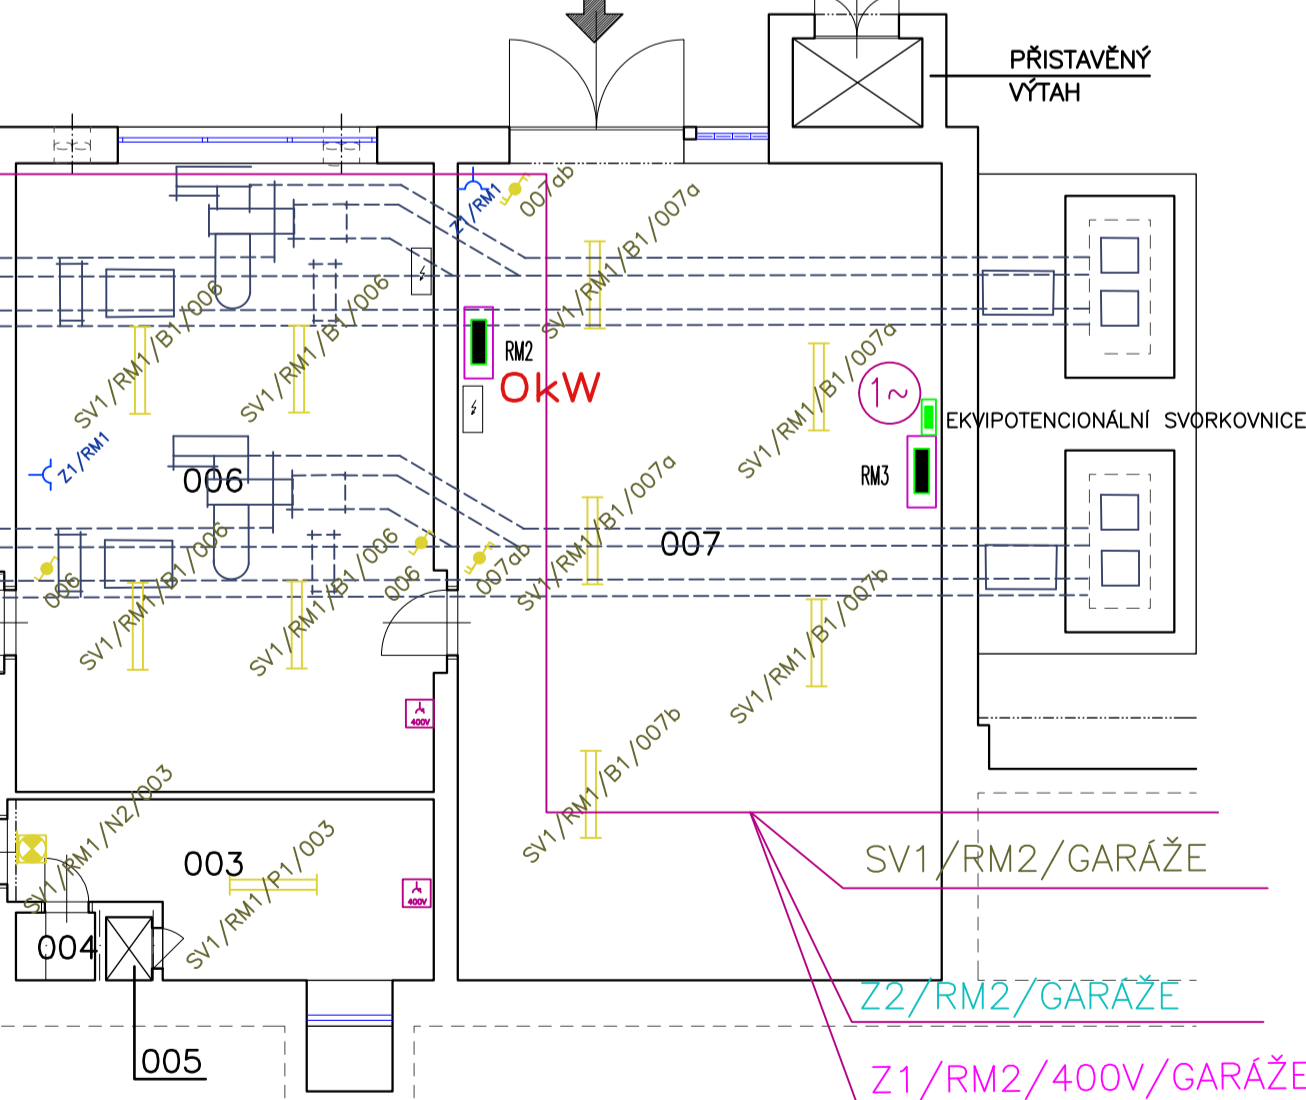 PŘISTAVĚNÝ
VÝTAH
Z1/RM1
007ab
SV1/RM1/B1/007a
SV1/RM1/B1/006
SV1/RM1/B1/006
RM2
0kW
SV1/RM1/B1/007a
1~
EKVIPOTENCIONÁLNÍ SVORKOVNICE
RM3
Z1/RM1
006
SV1/RM1/B1/007a
007
006
SV1/RM1/B1/006
SV1/RM1/B1/006
006
007ab
SV1/RM1/B1/007b
400V
SV1/RM1/B1/007b
SV1/RM1/N2/003
003
SV1/RM1/P1/003
400V
SV1/RM2/GARÁŽE
004
Z2/RM2/GARÁŽE
005
Z1/RM2/400V/GARÁŽE